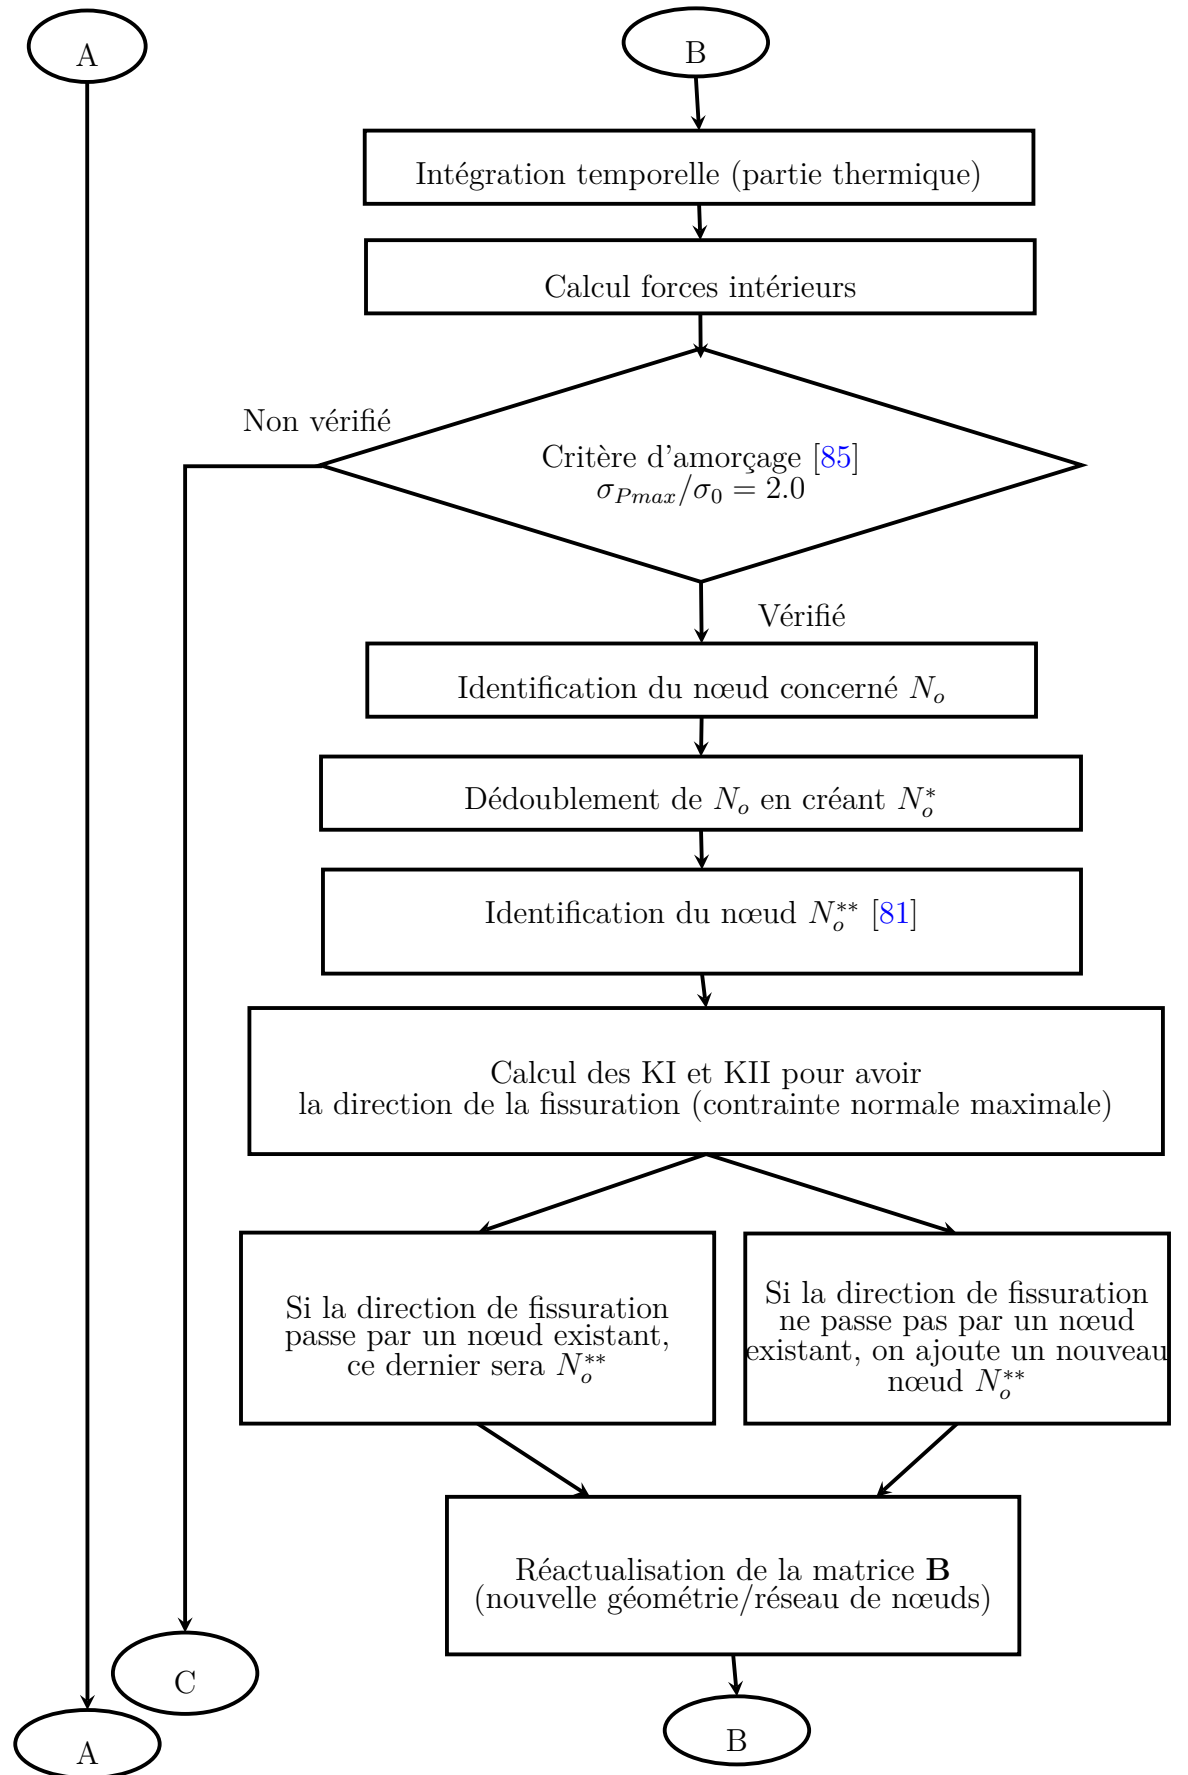 A
B
Intégration temporelle (partie thermique)
Calcul forces intérieurs
Non vérifié
Critère d'amorçage [85]
$\sigma_{Pmax}/\sigma_0 = 2.0$
Vérifié
Identification du nœud concerné $N_o$
Dédoublement de $N_o$ en créant $N_o^*$
Identification du nœud $N_o^{**}$ [81]
Calcul des KI et KII pour avoir
la direction de la fissuration (contrainte normale maximale)
Si la direction de fissuration
passe par un nœud existant,
ce dernier sera $N_o^{**}$
Si la direction de fissuration
ne passe pas par un nœud
existant, on ajoute un nouveau
nœud $N_o^{**}$
Réactualisation de la matrice B
(nouvelle géométrie/réseau de nœuds)
C
A
B